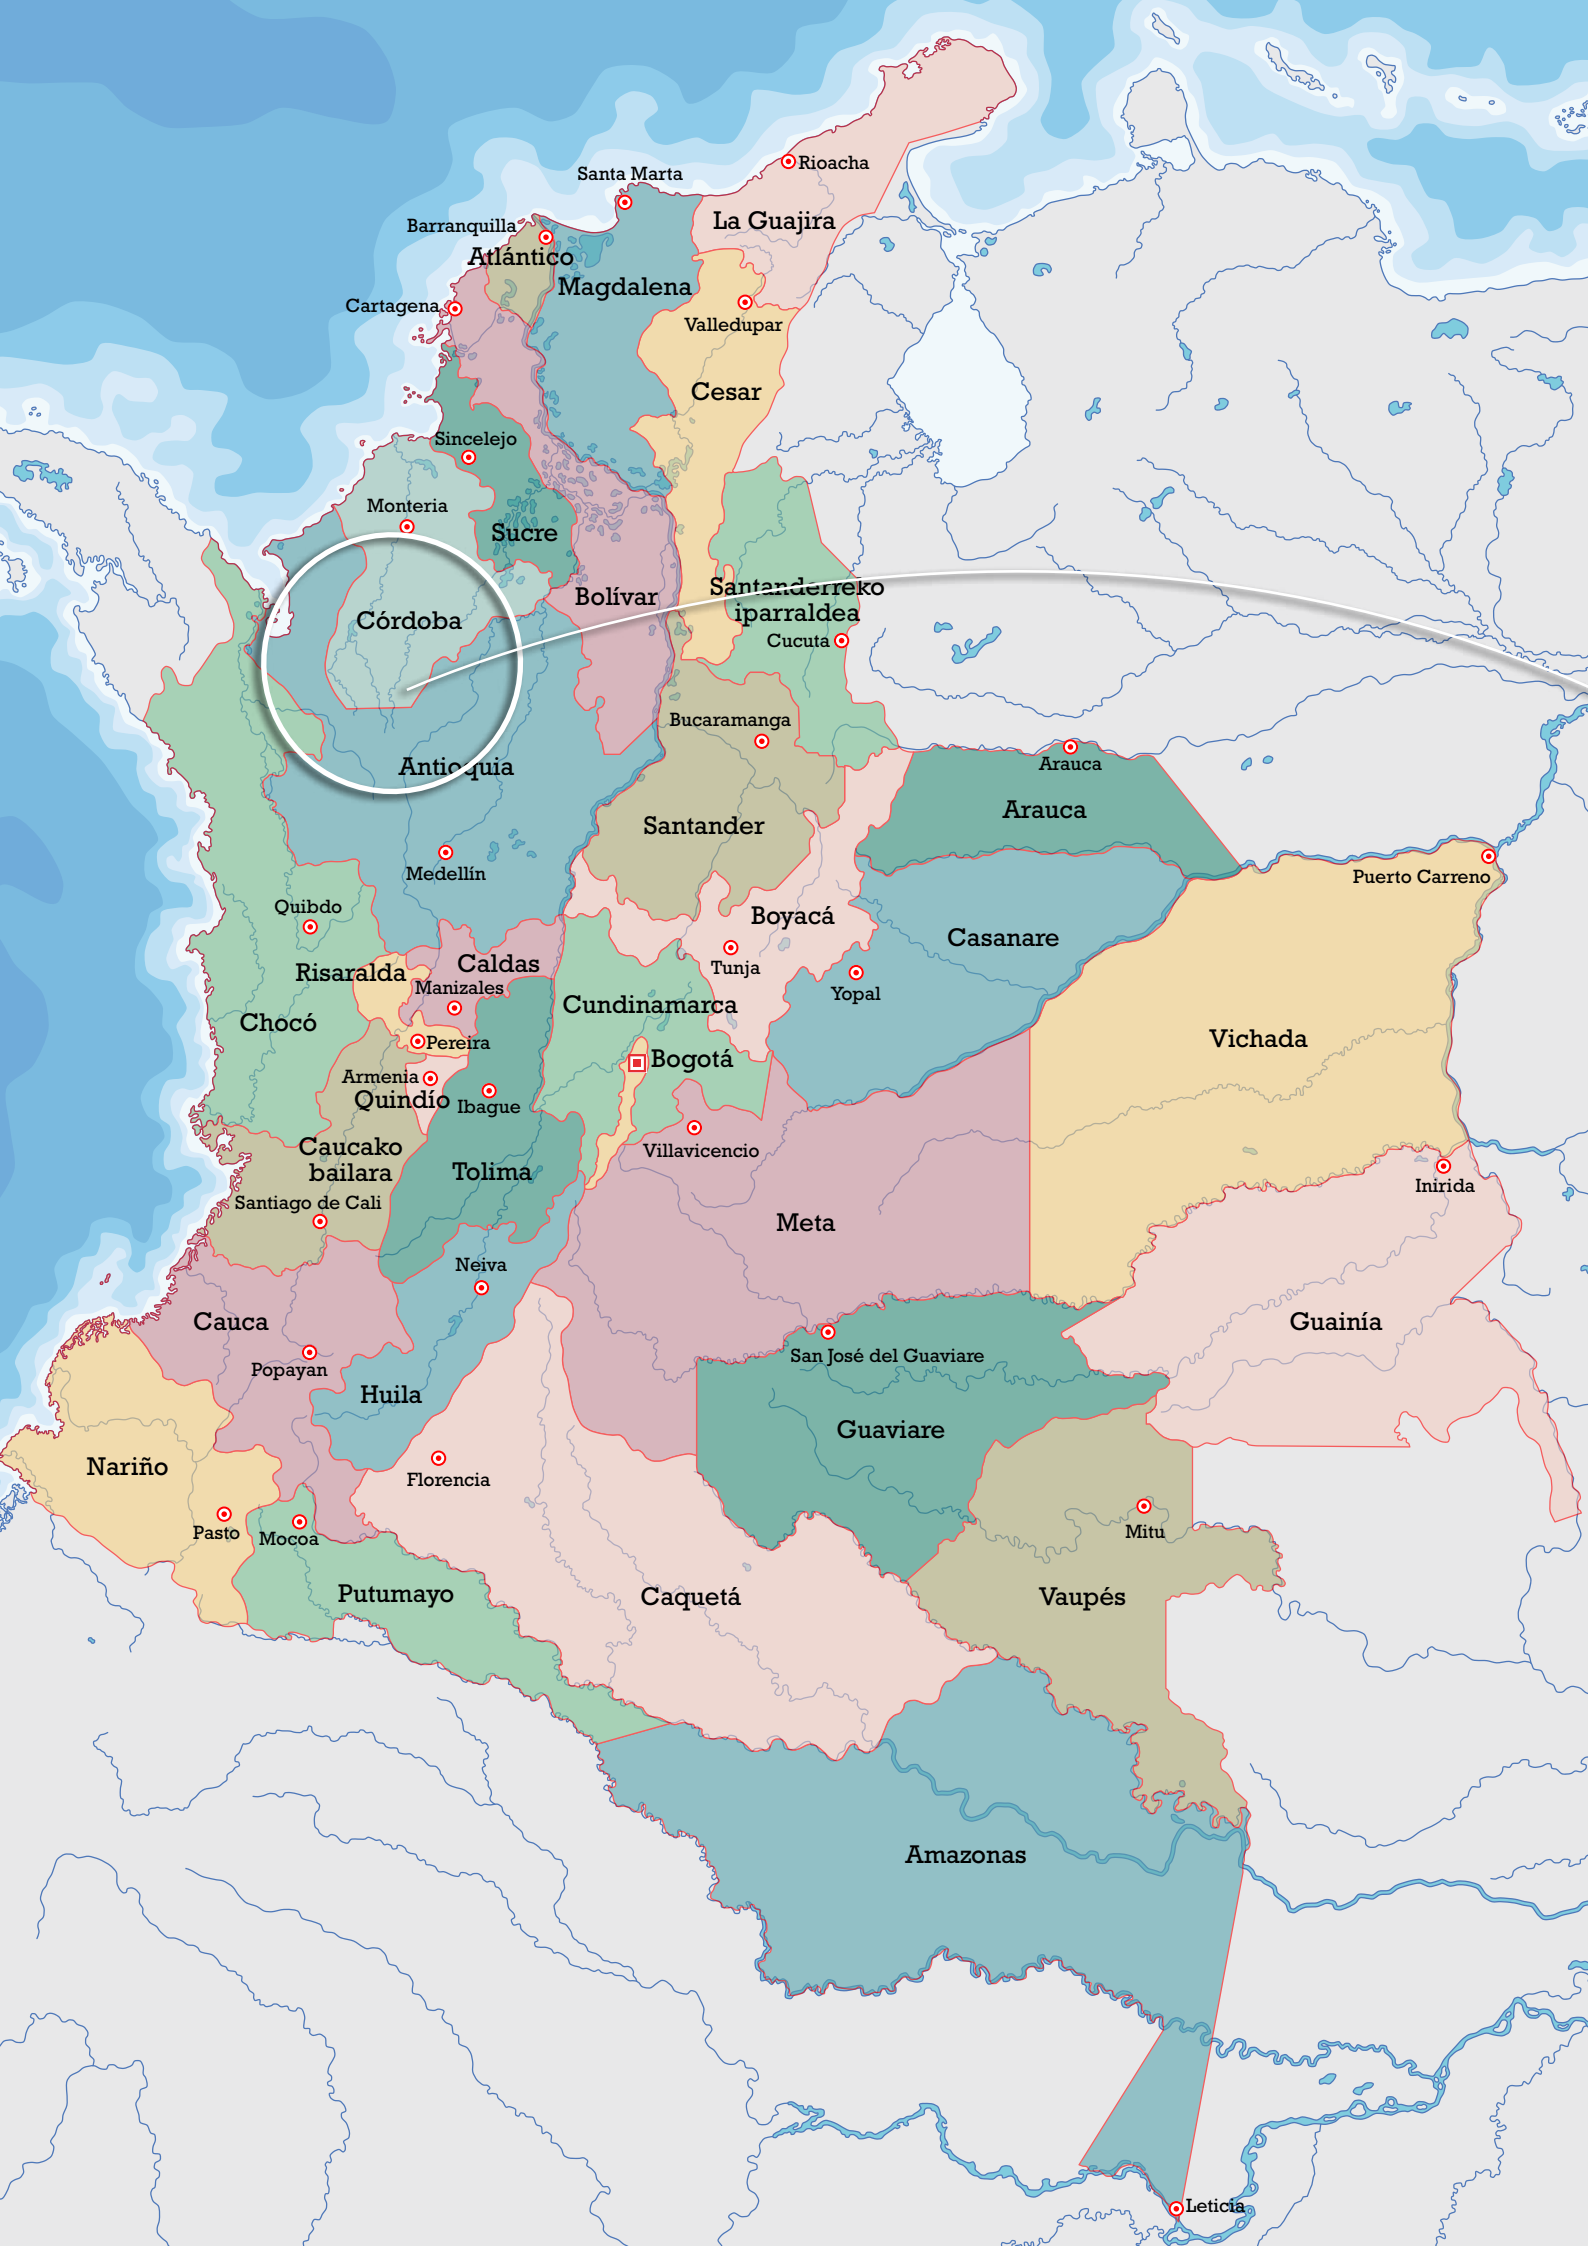 Rioacha
Santa Marta
La Guajira
Barranquilla
Atlántico
Magdalena
Cartagena
Valledupar
Cesar
Sincelejo
Monteria
Sucre
Santanderreko
iparraldea
Bolívar
Córdoba
Cucuta
Bucaramanga
Arauca
Antioquia
Arauca
Santander
Medellín
Puerto Carreno
Quibdo
Boyacá
Casanare
Caldas
Tunja
Risaralda
Manizales
Yopal
Cundinamarca
Chocó
Vichada
Pereira
Bogotá
Armenia
Quindío
Ibague
Caucako
bailara
Villavicencio
Tolima
Inirida
Santiago de Cali
Meta
Neiva
Cauca
Guainía
Popayan
San José del Guaviare
Huila
Guaviare
Nariño
Florencia
Pasto
Mocoa
Mitu
Putumayo
Caquetá
Vaupés
Amazonas
Leticia